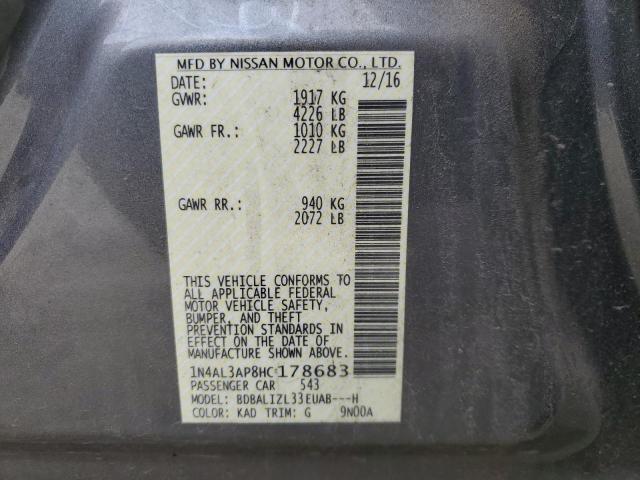 MFD BY NISSAN MOTOR CO., LTD.
DATE: 12/16
GVWR: 1917 KG
4226 LB
GAWR FR.: 1010 KG
2227 LB
GAWR RR.: 940 KG
2072 LB
THIS VEHICLE CONFORMS TO
ALL APPLICABLE FEDERAL
MOTOR VEHICLE SAFETY,
BUMPER, AND THEFT
PREVENTION STANDARDS IN
EFFECT ON THE DATE OF
MANUFACTURE SHOWN ABOVE.
1N4AL3AP8HC178683
PASSENGER CAR 543
MODEL: BDBALIZL33EUAB---H
COLOR: KAD TRIM: G 9N00A